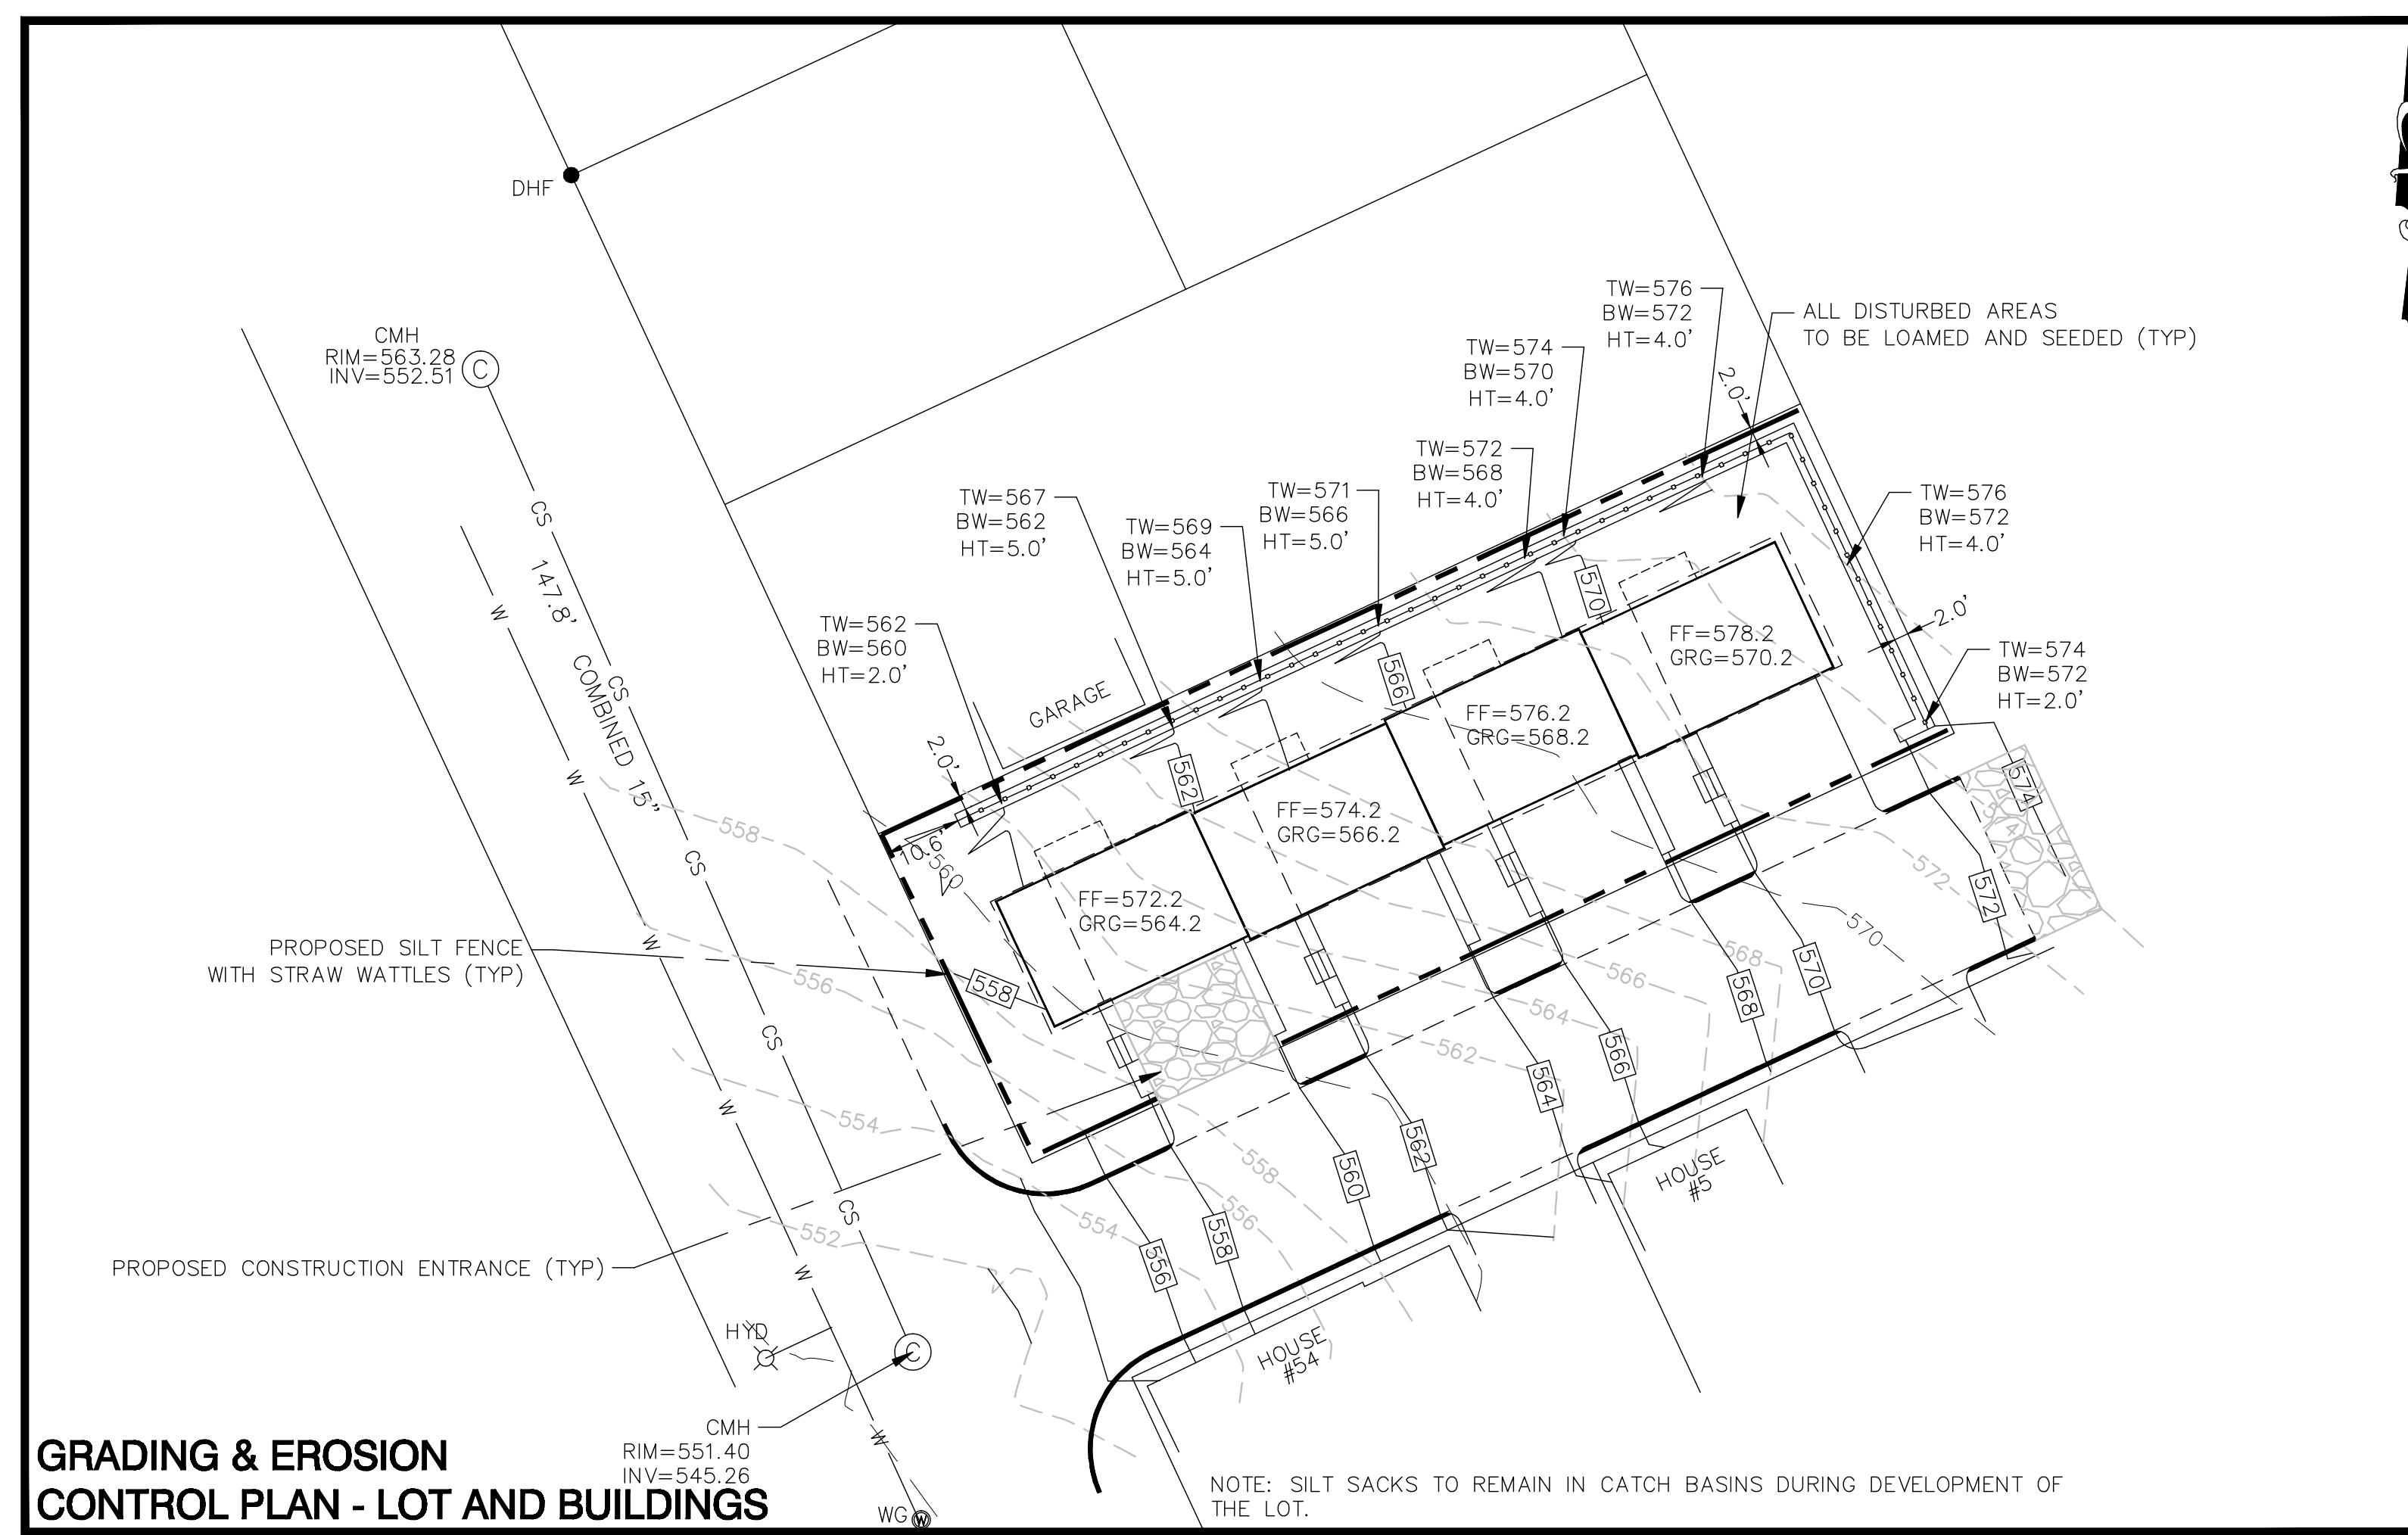 DHF
CMH
RIM=563.28
INV=552.51
C
CS
147.8'
COMBINED 15"
CS
CS
CS
CS
W
W
W
W
W
W
TW=576
BW=572
HT=4.0'
ALL DISTURBED AREAS
TO BE LOAMED AND SEEDED (TYP)
TW=574
BW=570
HT=4.0'
2.0'
TW=572
BW=568
HT=4.0'
TW=571
BW=566
HT=5.0'
TW=567
BW=562
HT=5.0'
TW=569
BW=564
HT=5.0'
TW=576
BW=572
HT=4.0'
2.0'
TW=562
BW=560
HT=2.0'
TW=574
BW=572
HT=2.0'
GARAGE
2.0'
10.6'
560
562
566
570
FF=578.2
GRG=570.2
FF=576.2
GRG=568.2
FF=574.2
GRG=566.2
FF=572.2
GRG=564.2
574
574
572
572
570
558
556
554
552
558
PROPOSED SILT FENCE
WITH STRAW WATTLES (TYP)
568
566
564
562
570
568
566
564
562
560
558
556
558
556
554
HOUSE
#5
HOUSE
#54
PROPOSED CONSTRUCTION ENTRANCE (TYP)
HYD
C
CMH
RIM=551.40
INV=545.26
WG W
NOTE: SILT SACKS TO REMAIN IN CATCH BASINS DURING DEVELOPMENT OF
THE LOT.
GRADING & EROSION
CONTROL PLAN - LOT AND BUILDINGS